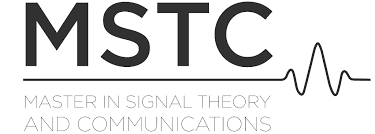 MSTC
MASTER IN SIGNAL THEORY
AND COMMUNICATIONS